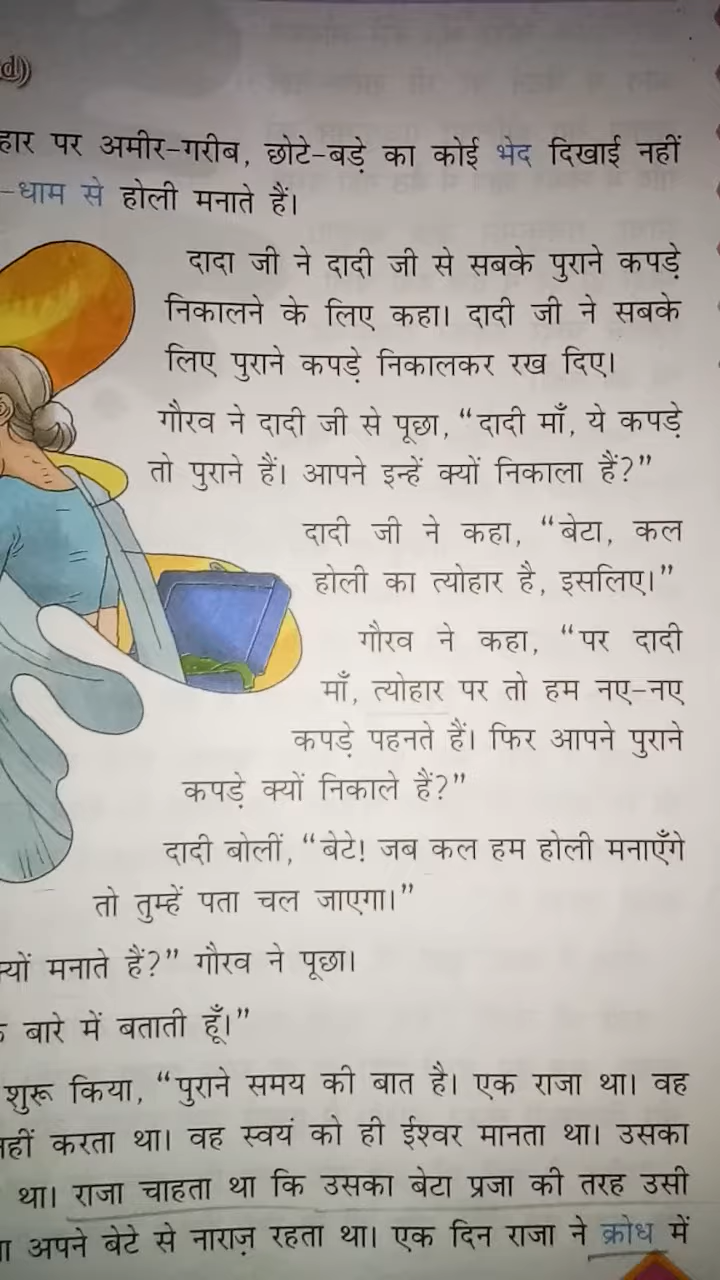 d)
हार पर अमीर-गरीब, छोटे-बड़े का कोई भेद दिखाई नहीं
-धाम से होली मनाते हैं।
दादा जी ने दादी जी से सबके पुराने कपड़े
निकालने के लिए कहा। दादी जी ने सबके
लिए पुराने कपड़े निकालकर रख दिए।
गौरव ने दादी जी से पूछा, “दादी माँ, ये कपड़े
तो पुराने हैं। आपने इन्हें क्यों निकाला हैं?”
दादी जी ने कहा, “बेटा, कल
होली का त्योहार है, इसलिए।”
गौरव ने कहा, “पर दादी
माँ, त्योहार पर तो हम नए-नए
कपड़े पहनते हैं। फिर आपने पुराने
कपड़े क्यों निकाले हैं?”
दादी बोलीं, “बेटे! जब कल हम होली मनाएँगे
तो तुम्हें पता चल जाएगा।”
मनाते हैं?” गौरव ने पूछा।
बारे में बताती हूँ।”
शुरू किया, “पुराने समय की बात है। एक राजा था। वह
करता था। वह स्वयं को ही ईश्वर मानता था। उसका
था। राजा चाहता था कि उसका बेटा प्रजा की तरह उसी
अपने बेटे से नाराज़ रहता था। एक दिन राजा ने क्रोध में